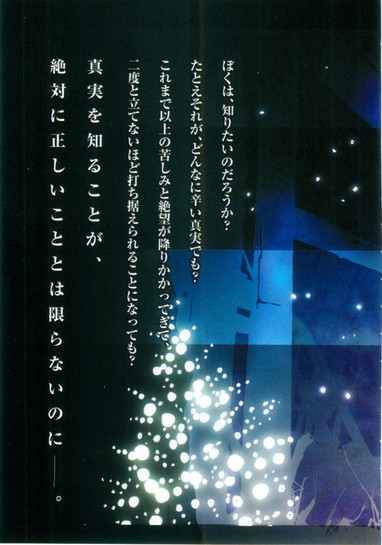 ぼくは、知りたいのだろうか?
たとえそれが、どんなに辛い真実でも?
これまで以上の苦しみと絶望が降りかかってきて、
二度と立てないほど打ち据えられることになっても?
真実を知ることが、
絶対に正しいこととは限らないのに──。